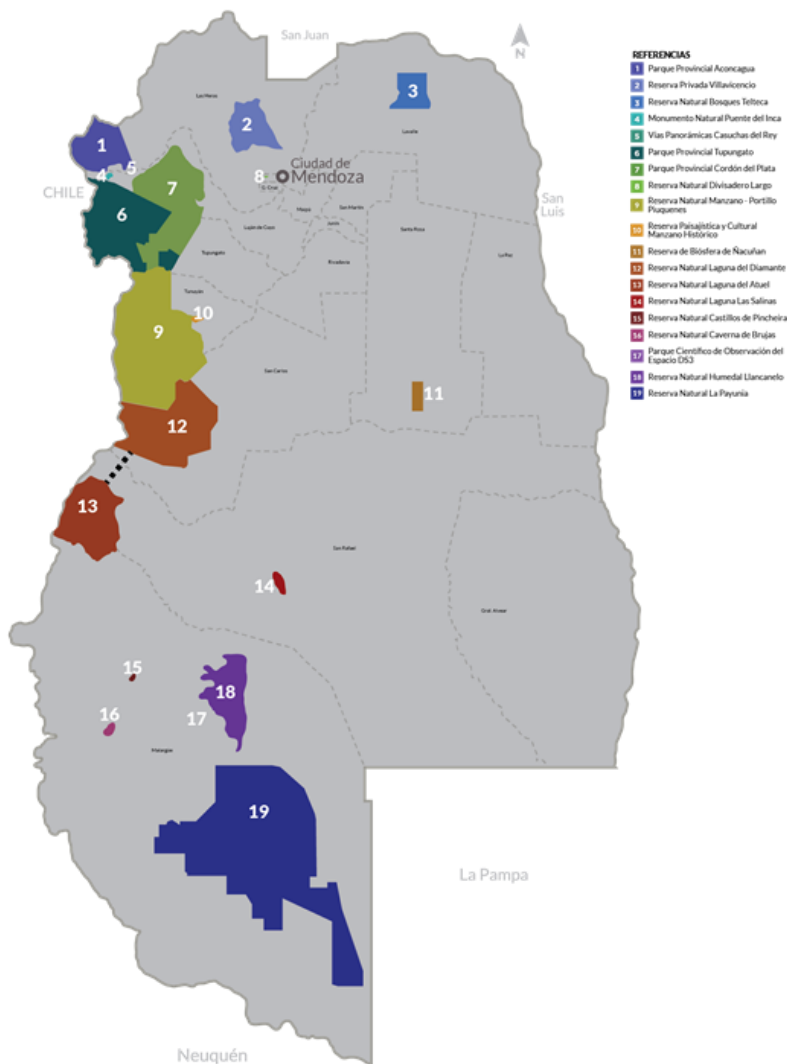 San Juan
N
REFERENCIAS
1 Parque Provincial Aconcagua
2 Reserva Privada Villavicencio
3 Reserva Natural Bosques Telteca
4 Monumento Natural Puente del Inca
5 Vías Panorámicas Casuchas del Rey
6 Parque Provincial Tupungato
7 Parque Provincial Cordón del Plata
8 Reserva Natural Divisadero Largo
9 Reserva Natural Manzano - Portillo
Piuquenes
10 Reserva Paisajística y Cultural
Manzano Histórico
11 Reserva de Biósfera de Ñacuñan
12 Reserva Natural Laguna del Diamante
13 Reserva Natural Laguna del Atuel
14 Reserva Natural Laguna Las Salinas
15 Reserva Natural Castillos de Pincheira
16 Reserva Natural Caverna de Brujas
17 Parque Científico de Observación del
Espacio DS3
18 Reserva Natural Humedal Llancanelo
19 Reserva Natural La Payunia
Las Heras
3
2
Lavalle
1
5
4
8
Ciudad de
Mendoza
CHILE
7
San
Luis
6
G. Cruz
Maipú
San Martín
Junín
Luján de Cuyo
Santa Rosa
Tupungato
Rivadavia
La Paz
Tunuyán
10
9
San Carlos
11
12
13
San Rafael
14
Gral. Alvear
15
18
16
17
Malargüe
19
La Pampa
Neuquén